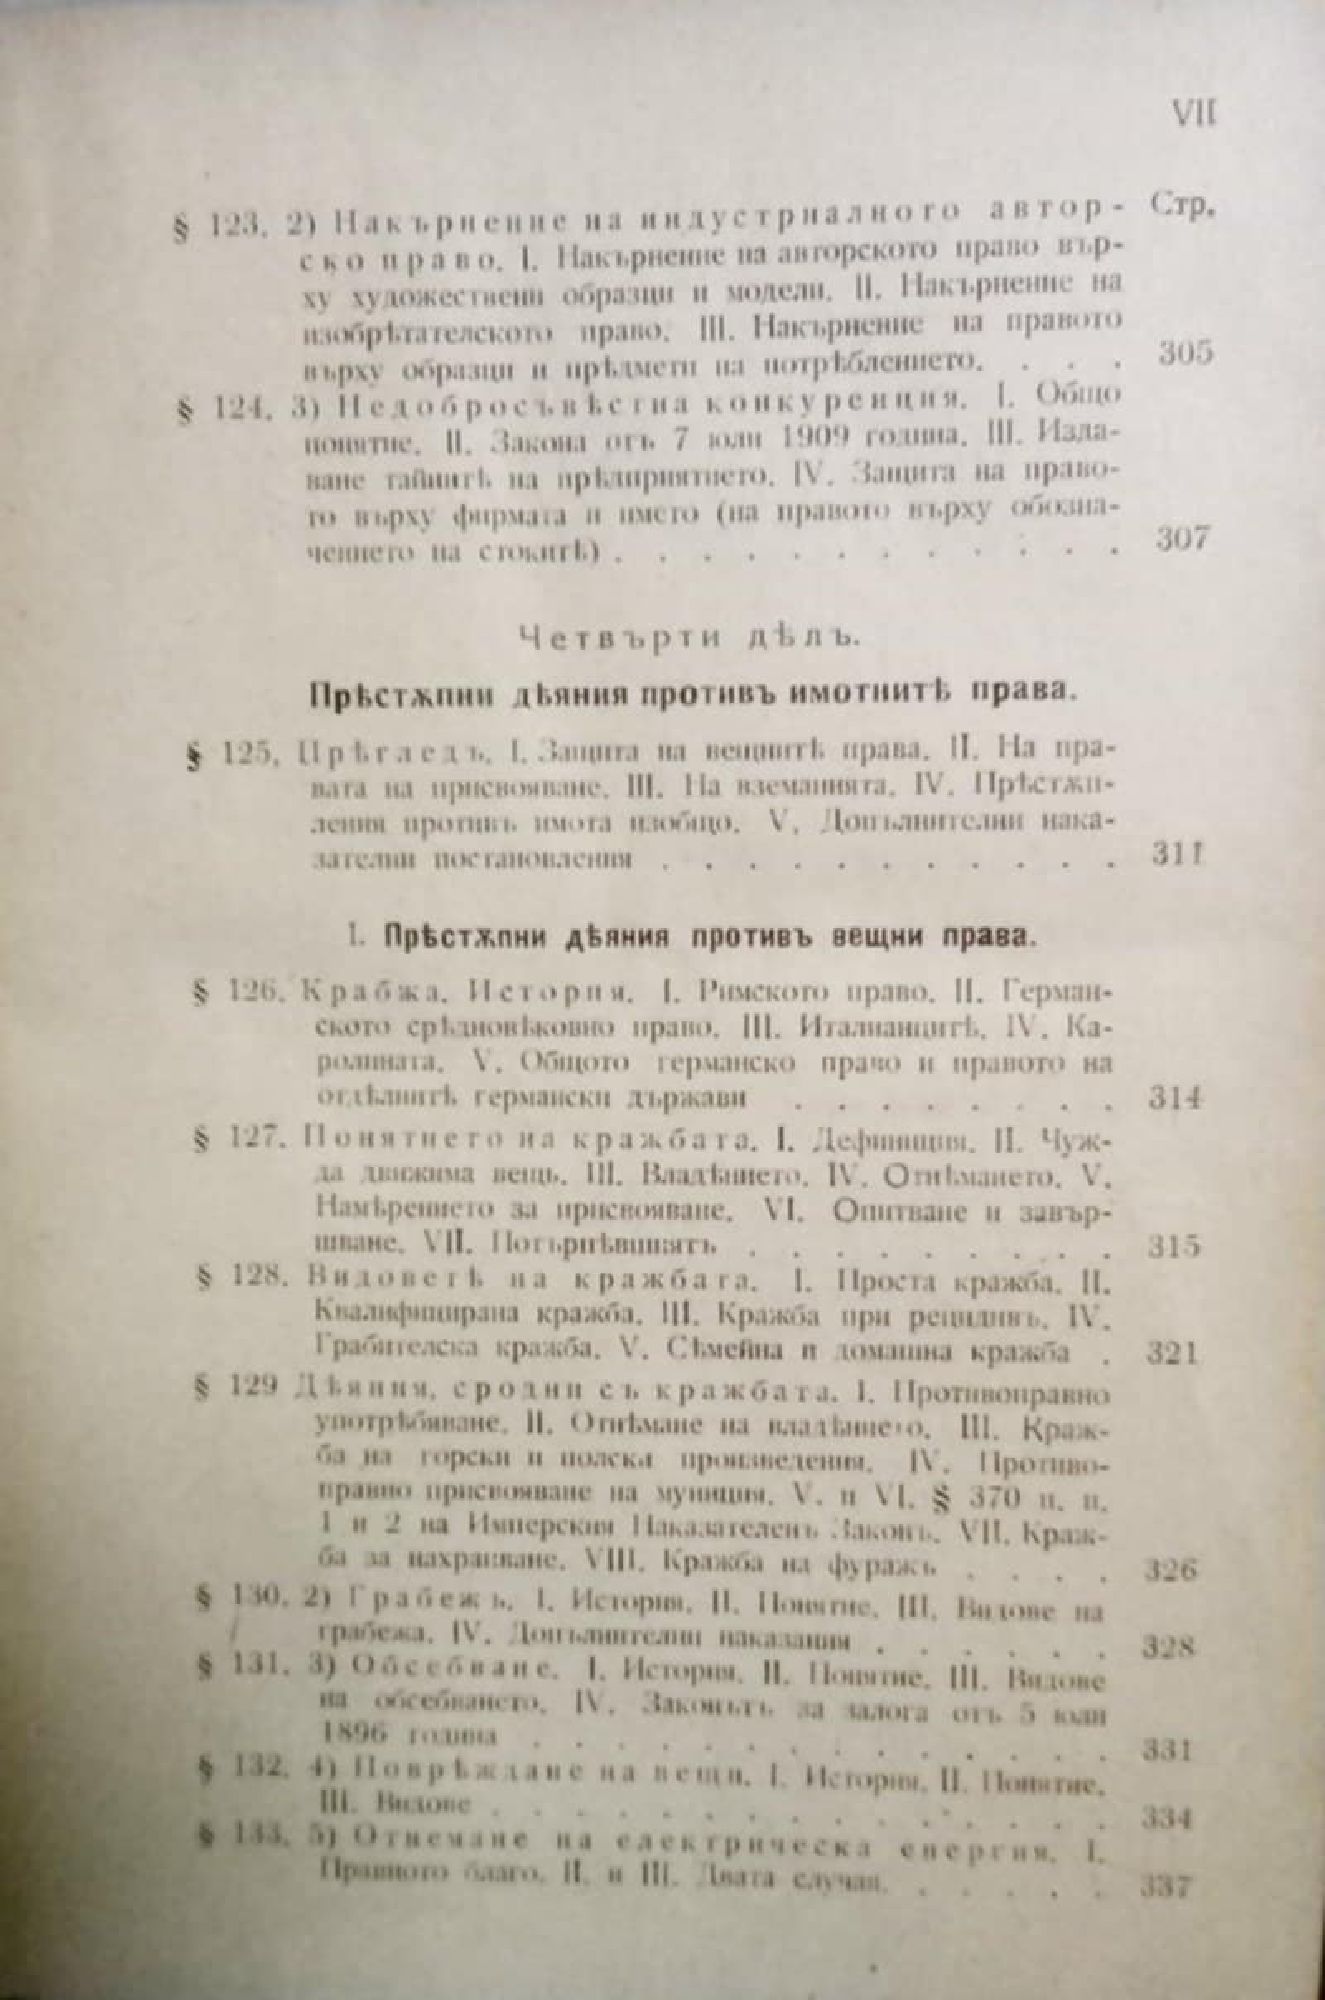 VII
Стр.
§ 123. 2) Накърнение на индустриалното автор-
ско право. I. Накърнение на авторското право вър-
ху художествени образци и модели. II. Накърнение на
изобрѣтателското право. III. Накърнение на правото
върху образци и прѣдмети на потрѣблението. . . . 305
§ 124. 3) Недобросъвѣстна конкуренция. I. Общо
понятие. II. Закона отъ 7 юли 1909 година. III. Изда-
ване тайнитѣ на прѣдприятието. IV. Защита на право-
то върху фирмата и името (на правото върху обозна-
чението на стокитѣ) . . . . . . . . . . . . 307
Четвърти дѣлъ.
Прѣстѫпни дѣяния противъ имотнитѣ права.
§ 125. Прѣгледъ. I. Защита на вещнитѣ права. II. На пра-
вата на присвояване. III. На вземанията. IV. Прѣстѫп-
ления противъ имота изобщо. V. Допълнителни нака-
зателни постановления . . . . . . . . . . . 311
I. Прѣстѫпни дѣяния противъ вещни права.
§ 126. Крабжа. История. I. Римското право. II. Герман-
ското срѣдновѣковно право. III. Италианцитѣ. IV. Ка-
ролината. V. Общото германско право и правото на
отдѣлнитѣ германски държави . . . . . . . . 314
§ 127. Понятието на кражбата. I. Дефиниция. II. Чуж-
да движима вещь. III. Владѣнието. IV. Отнѣмането. V.
Намѣрението за присвояване. VI. Опитване и завър-
шване. VII. Потърпѣвшиятъ . . . . . . . . . 315
§ 128. Видоветѣ на кражбата. I. Проста кражба. II.
Квалифицирана кражба. III. Кражба при рецидивъ. IV.
Грабителска кражба. V. Сѣмейна и домашна кражба . 321
§ 129 Дѣяния, сродни съ кражбата. I. Противоправно
употрѣбяване. II. Отнѣмане на владѣнието. III. Краж-
ба на горски и полски произведения. IV. Противо-
правно присвояване на муниции. V. и VI. § 370 п. п.
1 и 2 на Имперския Наказателенъ Законъ. VII. Краж-
ба за нахранване. VIII. Кражба на фуражъ . . . . 326
§ 130. 2) Грабежъ. I. История. II. Понятие. III. Видове на
грабежа. IV. Допълнителни наказания . . . . . . 328
§ 131. 3) Обсебване. I. История. II. Понятие. III. Видове
на обсебването. IV. Законътъ за залога отъ 5 юли
1896 година . . . . . . . . . . . . . . 331
§ 132. 4) Поврѣждане на вещи. I. История. II. Понятие.
III. Видове . . . . . . . . . . . . . . . 334
§ 133. 5) Отнемане на електрическа енергия. I.
Правното благо. II. и III. Двата случая. . . . . . 337